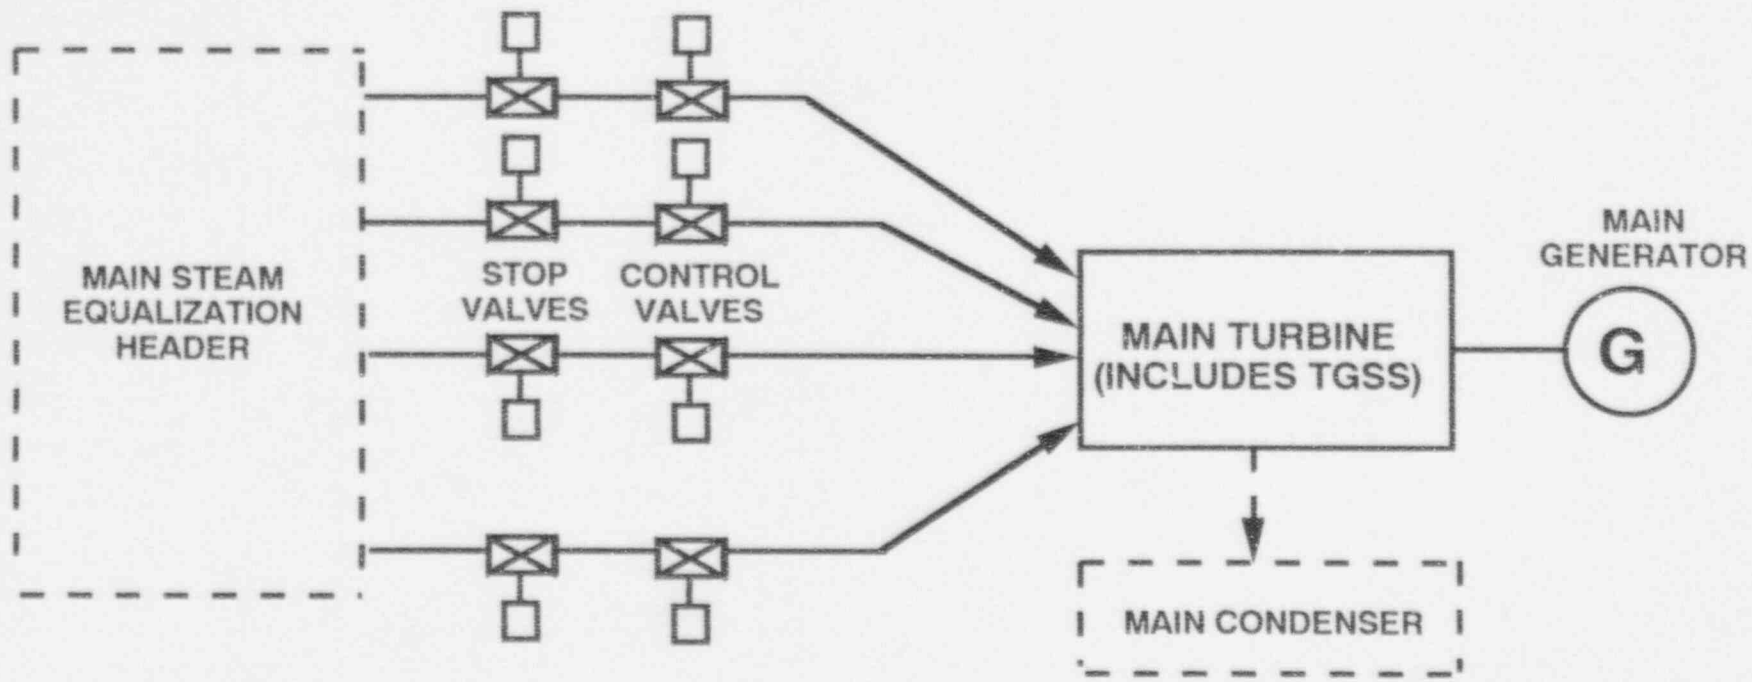 MAIN STEAM
EQUALIZATION
HEADER
STOP
VALVES
CONTROL
VALVES
MAIN TURBINE
(INCLUDES TGSS)
MAIN
GENERATOR
G
MAIN CONDENSER